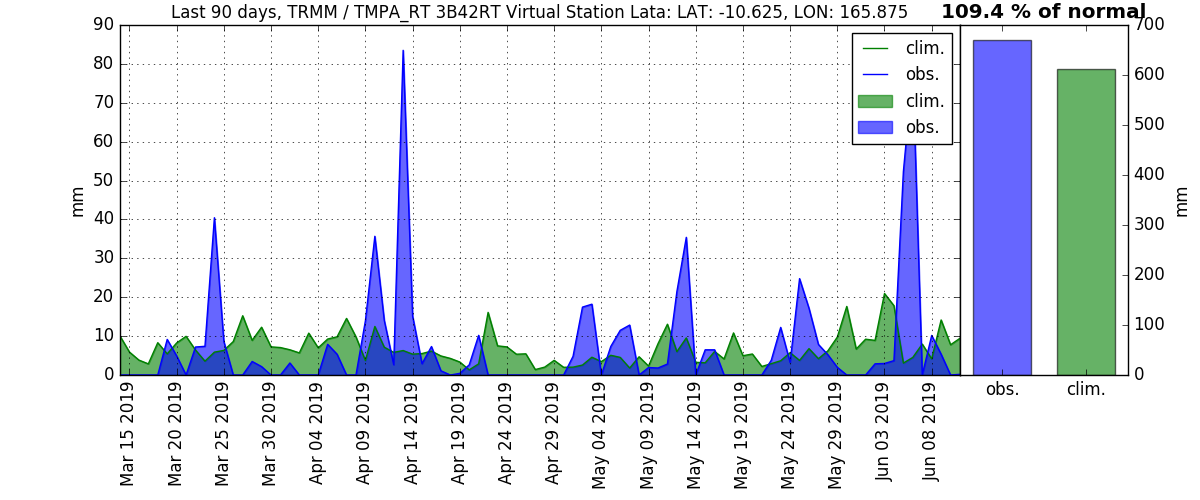 Last 90 days, TRMM / TMPA_RT 3B42RT Virtual Station Lata: LAT: -10.625, LON: 165.875
109.4 % of normal
90
80
70
60
50
40
30
20
10
0
mm
clim.
obs.
clim.
obs.
Mar 15 2019
Mar 20 2019
Mar 25 2019
Mar 30 2019
Apr 04 2019
Apr 09 2019
Apr 14 2019
Apr 19 2019
Apr 24 2019
Apr 29 2019
May 04 2019
May 09 2019
May 14 2019
May 19 2019
May 24 2019
May 29 2019
Jun 03 2019
Jun 08 2019
700
600
500
400
300
200
100
0
mm
obs.
clim.